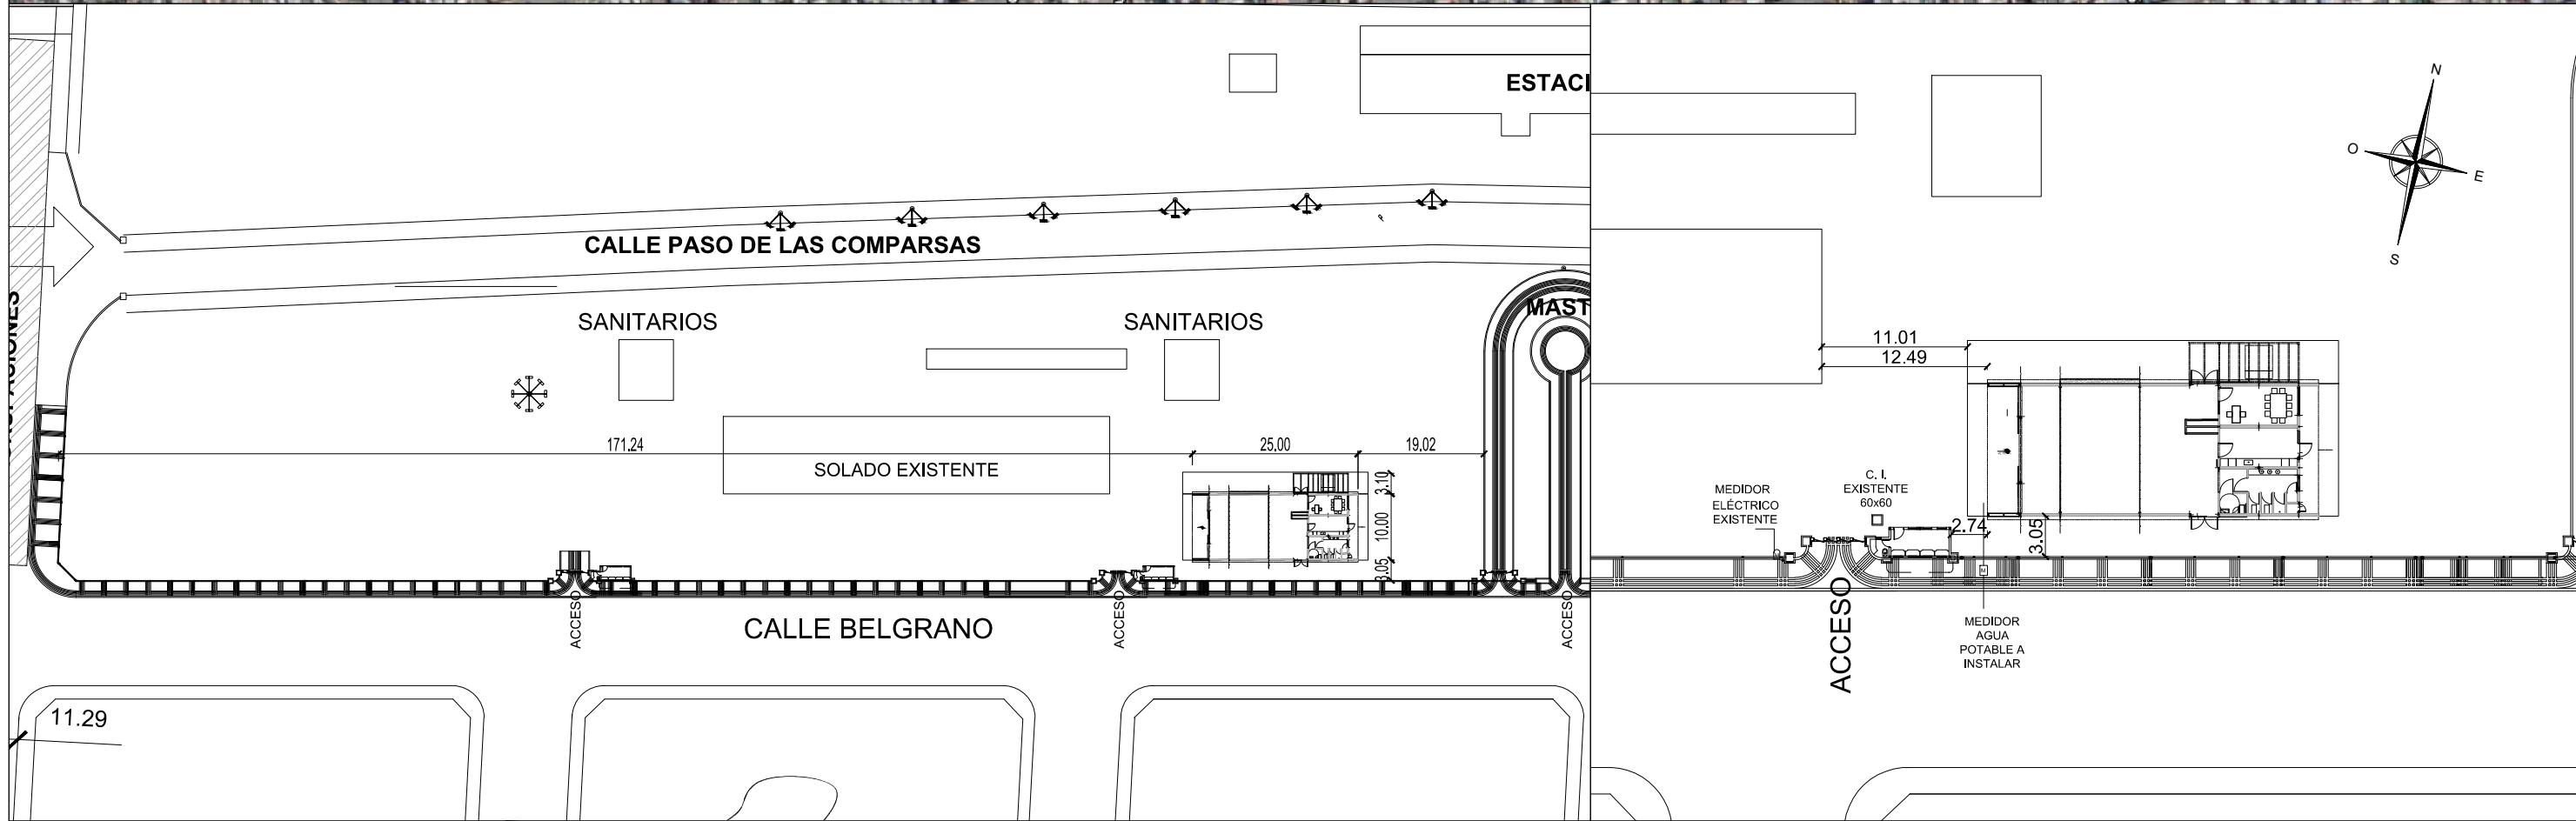 ESTACI
CALLE PASO DE LAS COMPARSAS
SANITARIOS
SANITARIOS
MAST
171.24
25.00
19.02
SOLADO EXISTENTE
3.10
10.00
3.05
ACCESO
ACCESO
ACCESO
CALLE BELGRANO
11.29
N
O
E
S
11.01
12.49
C. I.
EXISTENTE
60x60
MEDIDOR
ELÉCTRICO
EXISTENTE
2.74
3.05
M
ACCESO
MEDIDOR
AGUA
POTABLE A
INSTALAR